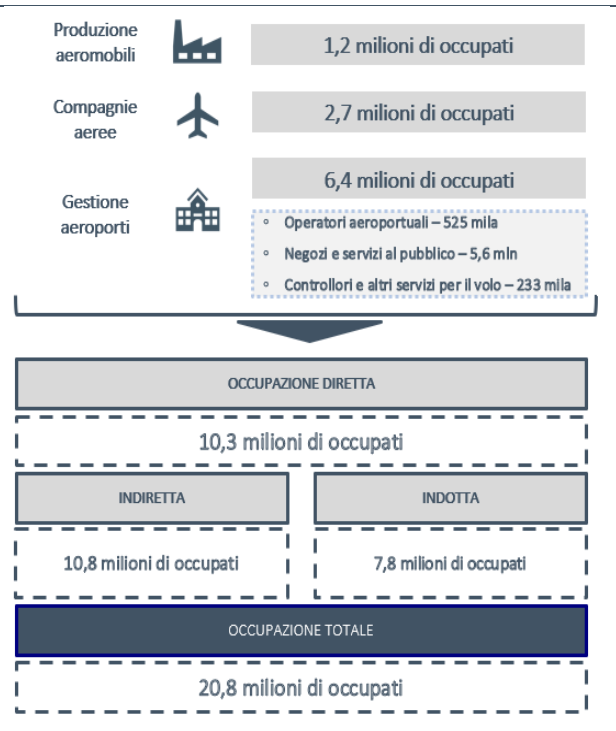 Produzione
aeromobili
1,2 milioni di occupati
Compagnie
aeree
2,7 milioni di occupati
Gestione
aeroporti
6,4 milioni di occupati
Operatori aeroportuali – 525 mila
Negozi e servizi al pubblico – 5,6 mln
Controllori e altri servizi per il volo – 233 mila
OCCUPAZIONE DIRETTA
10,3 milioni di occupati
INDIRETTA
INDOTTA
10,8 milioni di occupati
7,8 milioni di occupati
OCCUPAZIONE TOTALE
20,8 milioni di occupati